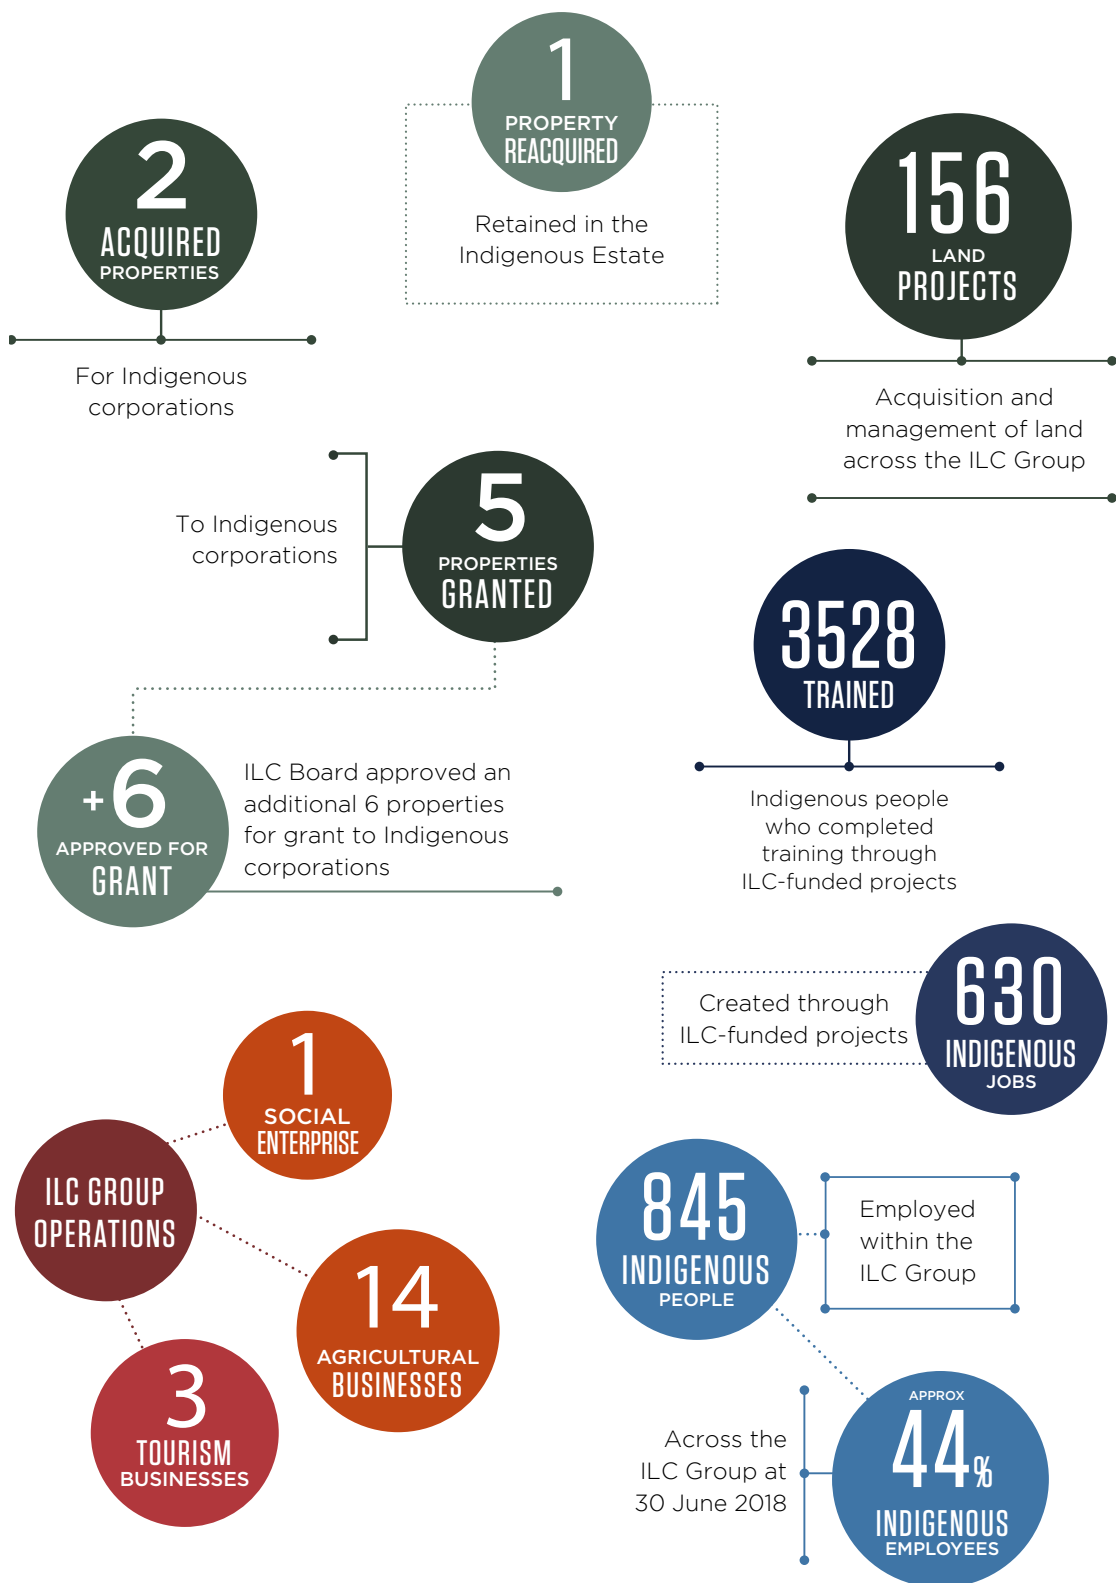 1
PROPERTY
REACQUIRED
Retained in the
Indigenous Estate
2
ACQUIRED
PROPERTIES
For Indigenous
corporations
156
LAND
PROJECTS
Acquisition and
management of land
across the ILC Group
To Indigenous
corporations
5
PROPERTIES
GRANTED
3528
TRAINED
Indigenous people
who completed
training through
ILC-funded projects
+6
APPROVED FOR
GRANT
ILC Board approved an
additional 6 properties
for grant to Indigenous
corporations
Created through
ILC-funded projects
630
INDIGENOUS
JOBS
1
SOCIAL
ENTERPRISE
ILC GROUP
OPERATIONS
14
AGRICULTURAL
BUSINESSES
3
TOURISM
BUSINESSES
845
INDIGENOUS
PEOPLE
Employed
within the
ILC Group
Across the
ILC Group at
30 June 2018
APPROX
44%
INDIGENOUS
EMPLOYEES